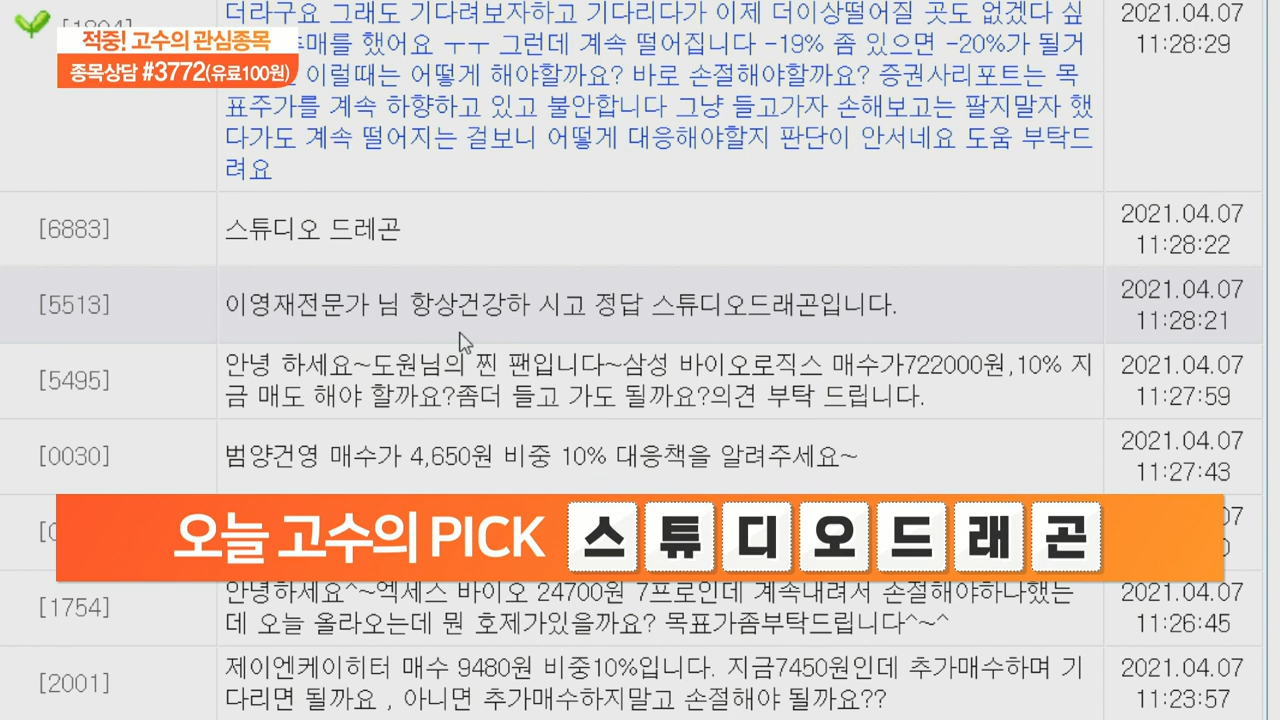 더라구요 그래도 기다려보자하고 기다리다가 이제 더이상떨어질 곳도 없겠다 싶
2021.04.07
11:28:29
적중! 고수의 관심종목
종목상담 #3772(유료100원)
매를 했어요 ㅜㅜ 그런데 계속 떨어집니다 -19% 좀 있으면 -20%가 될거
이럴때는 어떻게 해야할까요? 바로 손절해야할까요? 증권사리포트는 목
표주가를 계속 하향하고 있고 불안합니다 그냥 들고가자 손해보고는 팔지말자 했
다가도 계속 떨어지는 걸보니 어떻게 대응해야할지 판단이 안서네요 도움 부탁드
려요
[6883]
스튜디오 드레곤
2021.04.07
11:28:22
[5513]
이영재전문가 님 항상건강하 시고 정답 스튜디오드래곤입니다.
2021.04.07
11:28:21
[5495]
안녕 하세요~도원님의 찐 팬입니다~삼성 바이오로직스 매수가722000원,10% 지
금 매도 해야 할까요?좀더 들고 가도 될까요?의견 부탁 드립니다.
2021.04.07
11:27:59
[0030]
범양건영 매수가 4,650원 비중 10% 대응책을 알려주세요~
2021.04.07
11:27:43
오늘 고수의 PICK 스튜디오드래곤
[1754]
안녕하세요^~엑세스 바이오 24700원 7프로인데 계속내려서 손절해야하나했는
데 오늘 올라오는데 뭔 호제가있을까요? 목표가좀부탁드립니다^~^
2021.04.07
11:26:45
[2001]
제이엔케이히터 매수 9480원 비중10%입니다. 지금7450원인데 추가매수하며 기
다리면 될까요 , 아니면 추가매수하지말고 손절해야 될까요??
2021.04.07
11:23:57